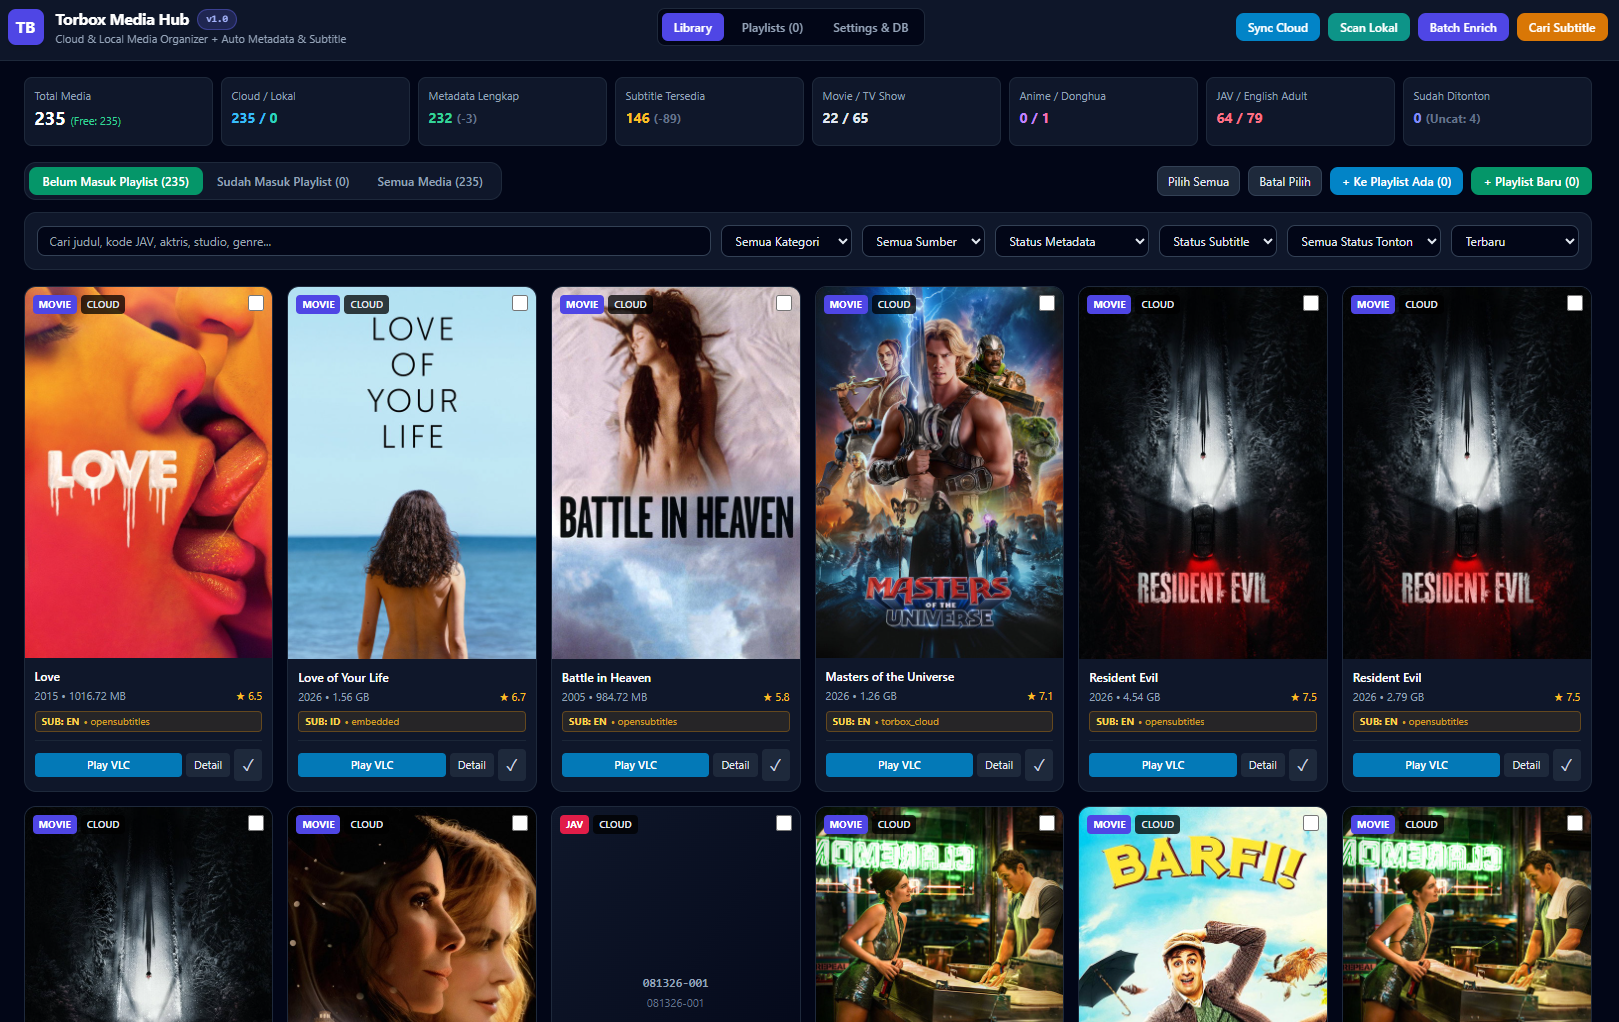 TB
Torbox Media Hub v1.0
Cloud & Local Media Organizer + Auto Metadata & Subtitle
Library Playlists (0) Settings & DB
Sync Cloud Scan Lokal Batch Enrich Cari Subtitle
Total Media
235 (Free: 235)
Cloud / Lokal
235 / 0
Metadata Lengkap
232 (-3)
Subtitle Tersedia
146 (-89)
Movie / TV Show
22 / 65
Anime / Donghua
0 / 1
JAV / English Adult
64 / 79
Sudah Ditonton
0 (Uncat: 4)
Belum Masuk Playlist (235) Sudah Masuk Playlist (0) Semua Media (235)
Pilih Semua Batal Pilih + Ke Playlist Ada (0) + Playlist Baru (0)
Cari judul, kode JAV, aktris, studio, genre...
Semua Kategori Semua Sumber Status Metadata Status Subtitle Semua Status Tonton Terbaru
MOVIE CLOUD
LOVE
Love
2015 • 1016.72 MB ★ 6.5
SUB: EN • opensubtitles
Play VLC Detail ✓
MOVIE CLOUD
LOVE
OF
YOUR
LIFE
Love of Your Life
2026 • 1.56 GB ★ 6.7
SUB: ID • embedded
Play VLC Detail ✓
MOVIE CLOUD
BATTLE IN HEAVEN
Battle in Heaven
2005 • 984.72 MB ★ 5.8
SUB: EN • opensubtitles
Play VLC Detail ✓
MOVIE CLOUD
MASTERS
OF THE
UNIVERSE
Masters of the Universe
2026 • 1.26 GB ★ 7.1
SUB: EN • torbox_cloud
Play VLC Detail ✓
MOVIE CLOUD
RESIDENT EVIL
Resident Evil
2026 • 4.54 GB ★ 7.5
SUB: EN • opensubtitles
Play VLC Detail ✓
MOVIE CLOUD
RESIDENT EVIL
Resident Evil
2026 • 2.79 GB ★ 7.5
SUB: EN • opensubtitles
Play VLC Detail ✓
MOVIE CLOUD
MOVIE CLOUD
JAV CLOUD
081326-001
081326-001
MOVIE CLOUD
MOVIE CLOUD
BARFI!
MOVIE CLOUD